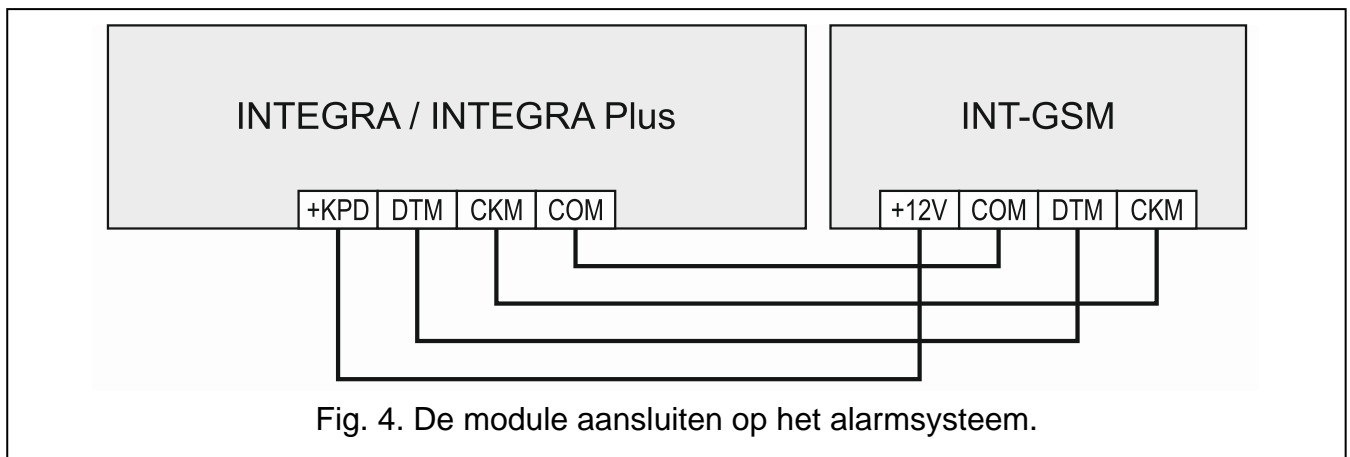 INTEGRA / INTEGRA Plus
INT-GSM
+KPD DTM CKM COM
+12V COM DTM CKM
Fig. 4. De module aansluiten op het alarmsysteem.